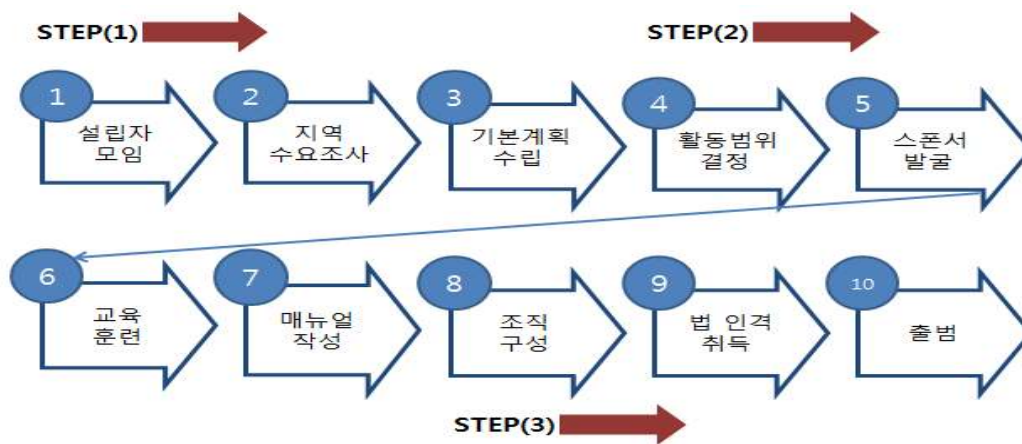 STEP(1)
STEP(2)
1
설립자
모임
2
지역
수요조사
3
기본계획
수립
4
활동범위
결정
5
스폰서
발굴
6
교육
훈련
7
매뉴얼
작성
8
조직
구성
9
법 인격
취득
10
출범
STEP(3)